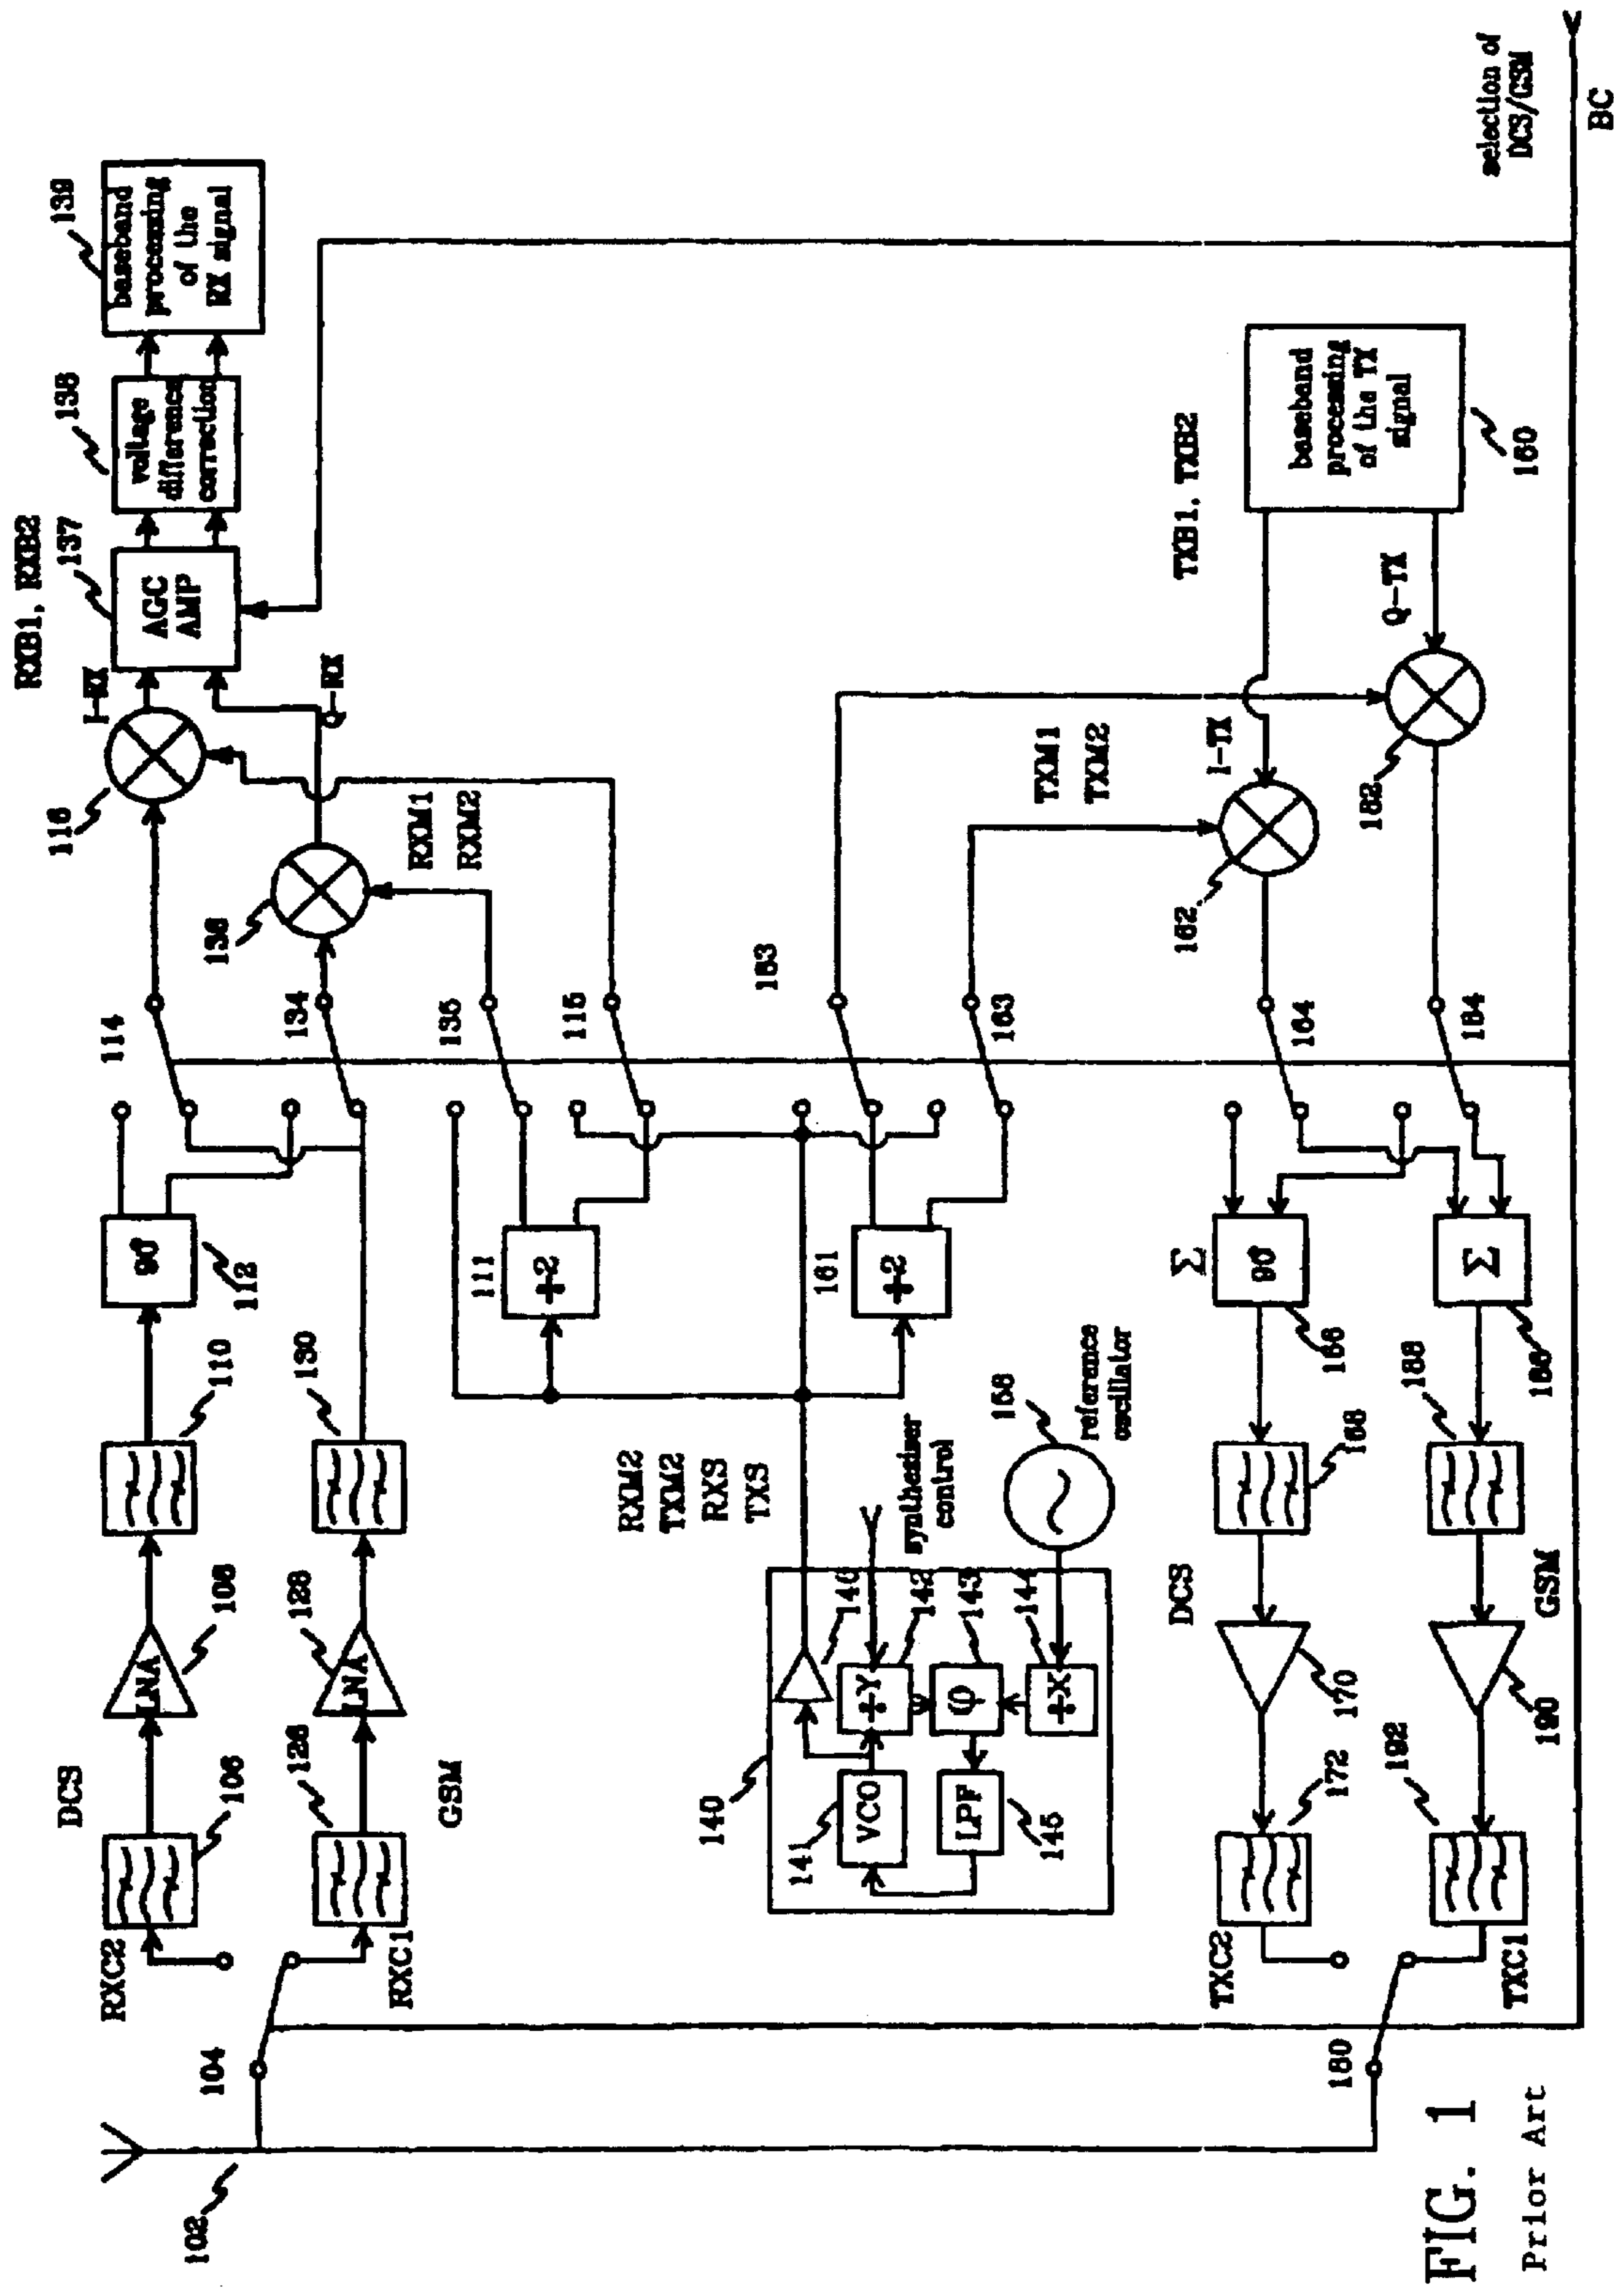 139
baseband
processing
of the
RX signal
138
voltage
difference
correction
RXB1, RXB2
137
AGC
AMP
I-RX
Q-RX
116
136
RXM1
RXM2
114
134
135
115
90°
112
110
130
LNA
108
LNA
128
DCS
106
126
GSM
RXC2
RXC1
104
102
111
÷2
161
÷2
183
163
RXM2
TXM2
RXS
TXS
synthesizer
control
158
reference
oscillator
140
146
÷Y
142
φ
143
÷X
144
141
VCO
LPF
145
TXB1, TXB2
baseband
processing
of the TX
signal
160
Q-TX
I-TX
TXM1
TXM2
162
182
164
184
Σ
90°
166
Σ
186
168
188
DCS
GSM
170
190
172
192
TXC2
TXC1
180
selection of
DCS/GSM
BC
FIG. 1
Prior Art